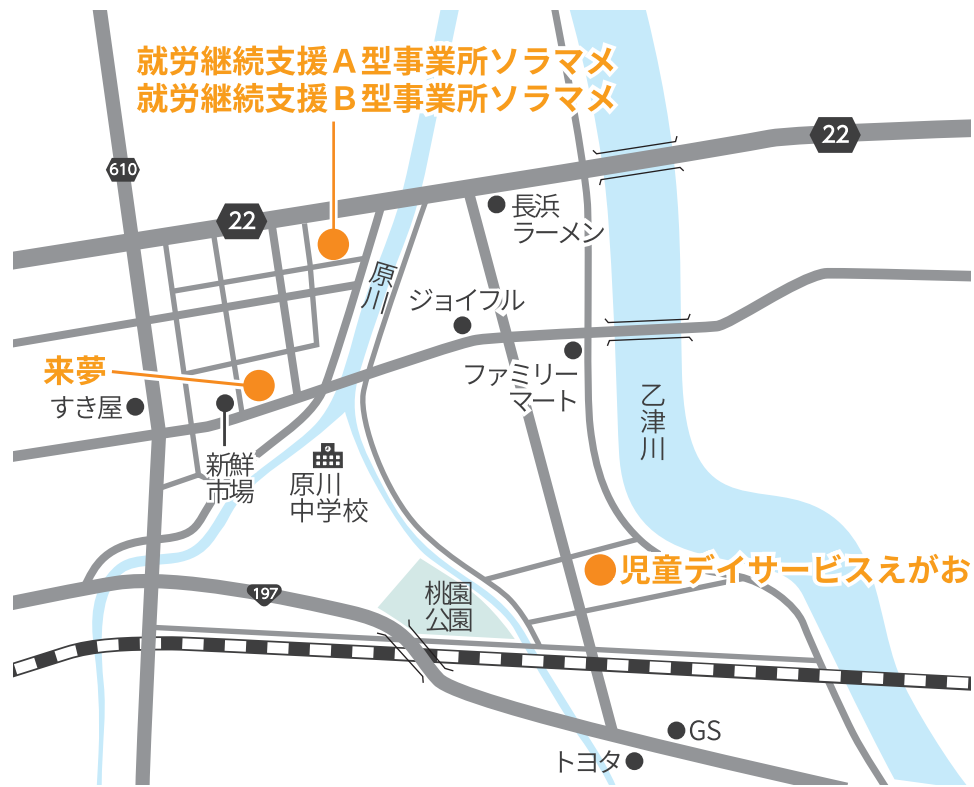 就労継続支援A型事業所ソラマメ
就労継続支援B型事業所ソラマメ
22
610
22
長浜
ラーメン
原川
ジョイフル
来夢
ファミリー
マート
すき屋
乙津川
新鮮
市場
原川
中学校
児童デイサービスえがお
197
桃園
公園
GS
トヨタ